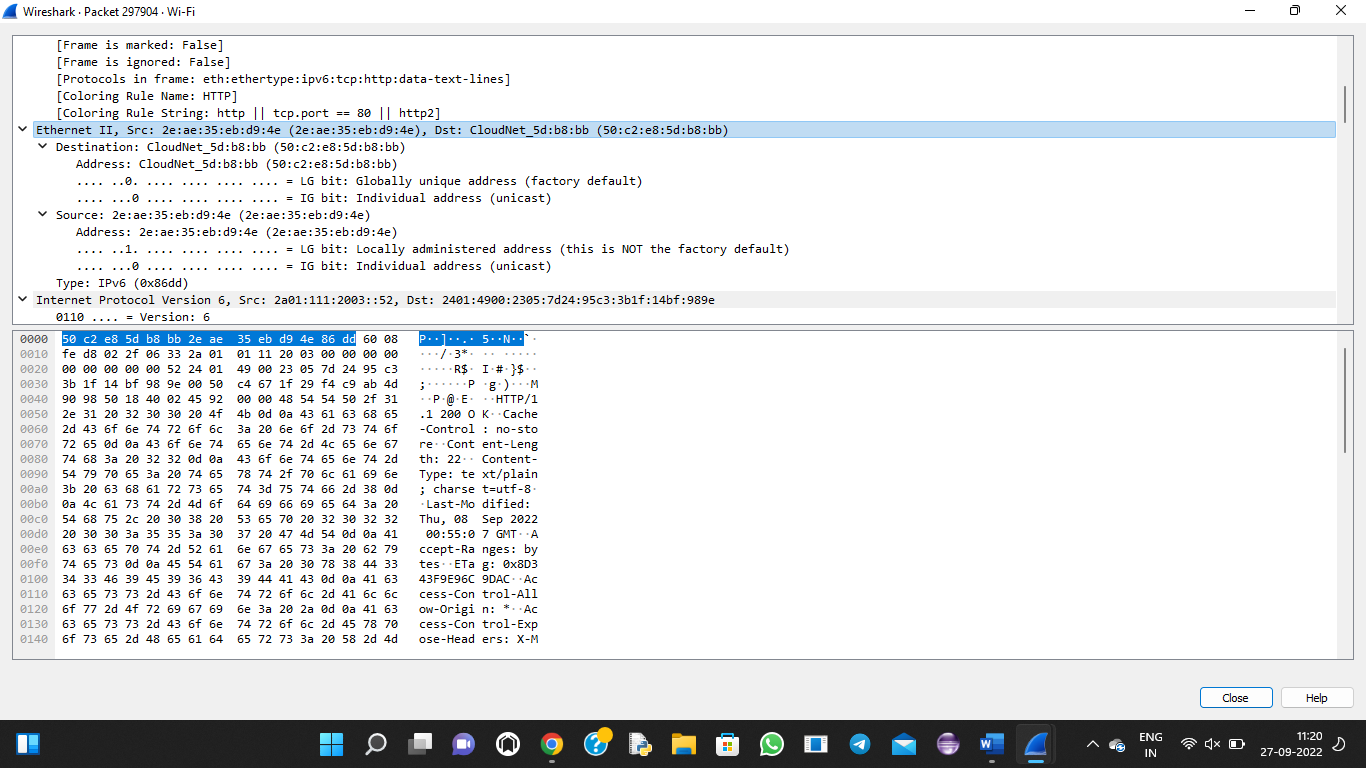 Wireshark · Packet 297904 · Wi-Fi
[Frame is marked: False]
[Frame is ignored: False]
[Protocols in frame: eth:ethertype:ipv6:tcp:http:data-text-lines]
[Coloring Rule Name: HTTP]
[Coloring Rule String: http || tcp.port == 80 || http2]
Ethernet II, Src: 2e:ae:35:eb:d9:4e (2e:ae:35:eb:d9:4e), Dst: CloudNet_5d:b8:bb (50:c2:e8:5d:b8:bb)
Destination: CloudNet_5d:b8:bb (50:c2:e8:5d:b8:bb)
Address: CloudNet_5d:b8:bb (50:c2:e8:5d:b8:bb)
.... ..0. .... .... .... .... = LG bit: Globally unique address (factory default)
.... ...0 .... .... .... .... = IG bit: Individual address (unicast)
Source: 2e:ae:35:eb:d9:4e (2e:ae:35:eb:d9:4e)
Address: 2e:ae:35:eb:d9:4e (2e:ae:35:eb:d9:4e)
.... ..1. .... .... .... .... = LG bit: Locally administered address (this is NOT the factory default)
.... ...0 .... .... .... .... = IG bit: Individual address (unicast)
Type: IPv6 (0x86dd)
Internet Protocol Version 6, Src: 2a01:111:2003::52, Dst: 2401:4900:2305:7d24:95c3:3b1f:14bf:989e
0110 .... = Version: 6
0000 50 c2 e8 5d b8 bb 2e ae 35 eb d9 4e 86 dd 60 08 P··]··.· 5··N··`·
0010 fe d8 02 2f 06 33 2a 01 01 11 20 03 00 00 00 00 ···/·3*· ·· ·····
0020 00 00 00 00 00 52 24 01 49 00 23 05 7d 24 95 c3 ·····R$· I·#·}$··
0030 3b 1f 14 bf 98 9e 00 50 c4 67 1f 29 f4 c9 ab 4d ;······P ·g·)···M
0040 90 98 50 18 40 02 45 92 00 00 48 54 54 50 2f 31 ··P·@·E· ··HTTP/1
0050 2e 31 20 32 30 30 20 4f 4b 0d 0a 43 61 63 68 65 .1 200 O K··Cache
0060 2d 43 6f 6e 74 72 6f 6c 3a 20 6e 6f 2d 73 74 6f -Control : no-sto
0070 72 65 0d 0a 43 6f 6e 74 65 6e 74 2d 4c 65 6e 67 re··Cont ent-Leng
0080 74 68 3a 20 32 32 0d 0a 43 6f 6e 74 65 6e 74 2d th: 22·· Content-
0090 54 79 70 65 3a 20 74 65 78 74 2f 70 6c 61 69 6e Type: te xt/plain
00a0 3b 20 63 68 61 72 73 65 74 3d 75 74 66 2d 38 0d ; charse t=utf-8·
00b0 0a 4c 61 73 74 2d 4d 6f 64 69 66 69 65 64 3a 20 ·Last-Mo dified:
00c0 54 68 75 2c 20 30 38 20 53 65 70 20 32 30 32 32 Thu, 08 Sep 2022
00d0 20 30 30 3a 35 35 3a 30 37 20 47 4d 54 0d 0a 41 00:55:0 7 GMT··A
00e0 63 63 65 70 74 2d 52 61 6e 67 65 73 3a 20 62 79 ccept-Ra nges: by
00f0 74 65 73 0d 0a 45 54 61 67 3a 20 30 78 38 44 33 tes··ETa g: 0x8D3
0100 34 33 46 39 45 39 36 43 39 44 41 43 0d 0a 41 63 43F9E96C 9DAC··Ac
0110 63 65 73 73 2d 43 6f 6e 74 72 6f 6c 2d 41 6c 6c cess-Con trol-All
0120 6f 77 2d 4f 72 69 67 69 6e 3a 20 2a 0d 0a 41 63 ow-Origi n: *··Ac
0130 63 65 73 73 2d 43 6f 6e 74 72 6f 6c 2d 45 78 70 cess-Con trol-Exp
0140 6f 73 65 2d 48 65 61 64 65 72 73 3a 20 58 2d 4d ose-Head ers: X-M
Close Help
ENG
IN
11:20
27-09-2022